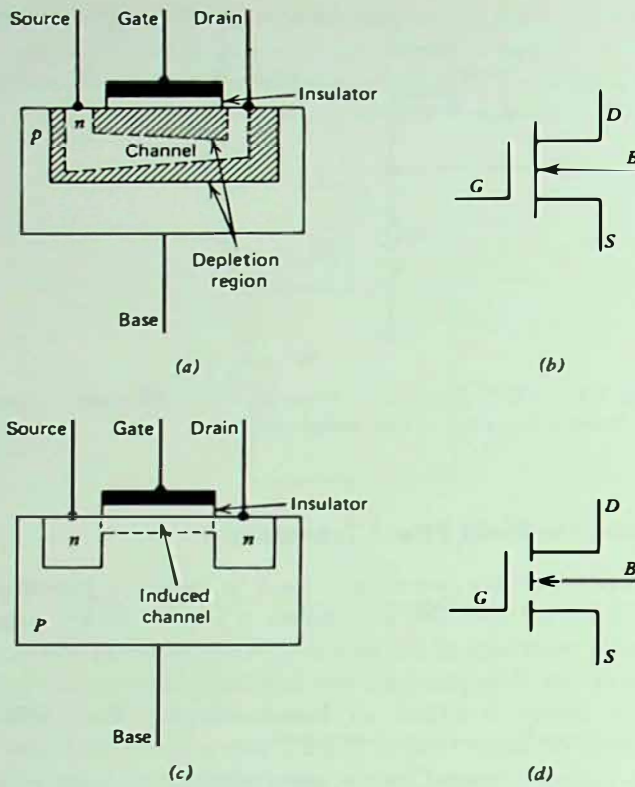 Source Gate Drain
Insulator
n
p
Channel
D
B
G
S
Depletion
region
Base
(a)
(b)
Source Gate Drain
Insulator
n
n
Induced
channel
P
D
B
G
S
Base
(c)
(d)